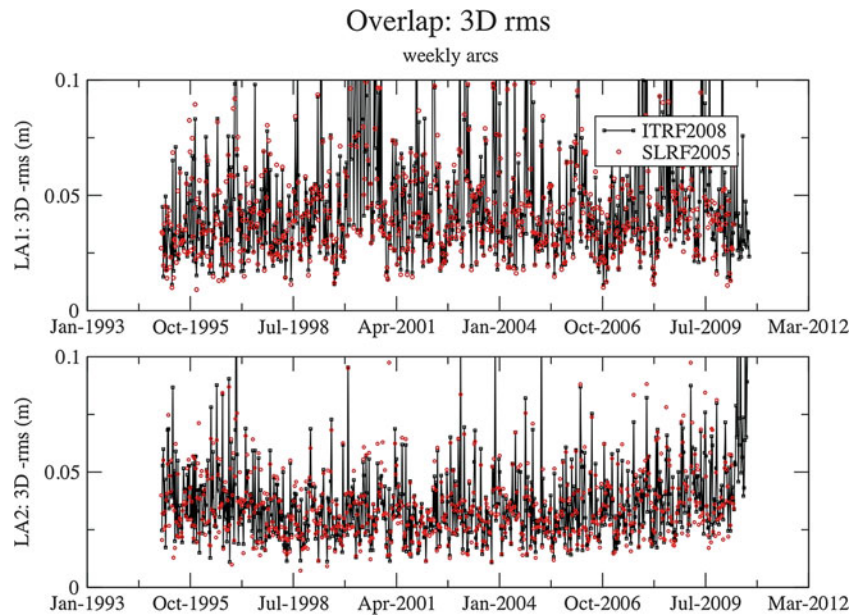 Overlap: 3D rms
weekly arcs
0.1
ITRF2008
SLRF2005
0.05
LA1: 3D -rms (m)
0
Jan-1993 Oct-1995 Jul-1998 Apr-2001 Jan-2004 Oct-2006 Jul-2009 Mar-2012
0.1
0.05
LA2: 3D -rms (m)
0
Jan-1993 Oct-1995 Jul-1998 Apr-2001 Jan-2004 Oct-2006 Jul-2009 Mar-2012